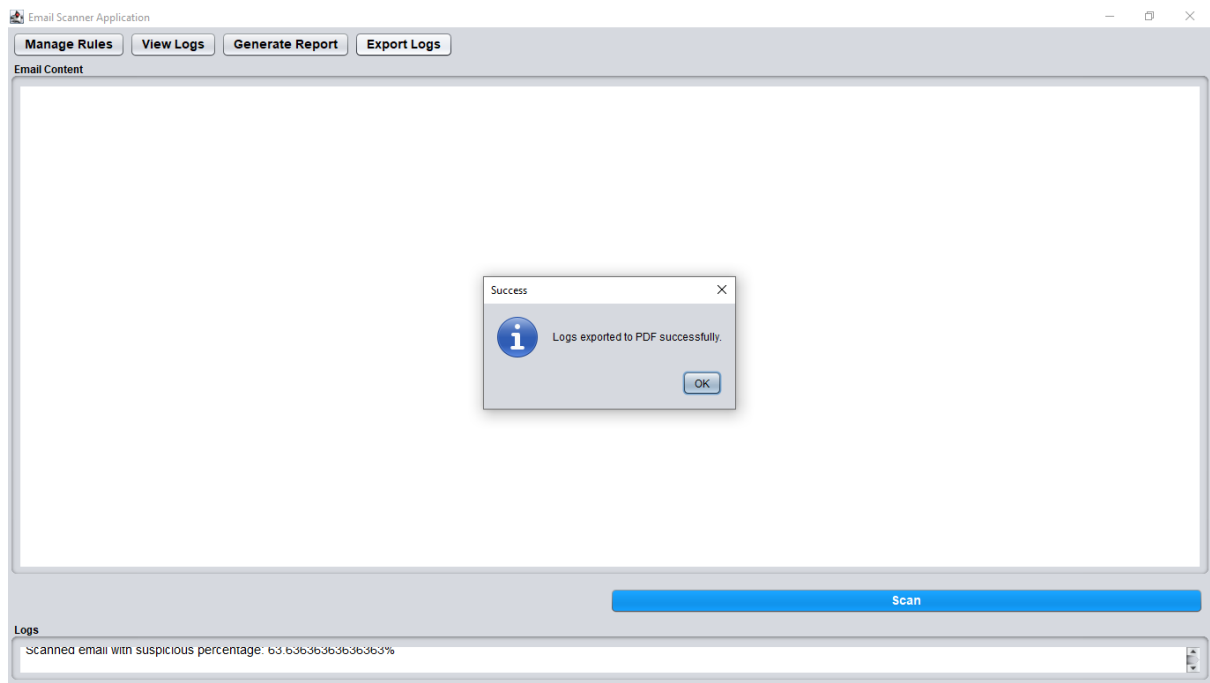 Email Scanner Application
Manage Rules View Logs Generate Report Export Logs
Email Content
Success
Logs exported to PDF successfully.
OK
Scan
Logs
Scanned email with suspicious percentage: 63.63636363636363%